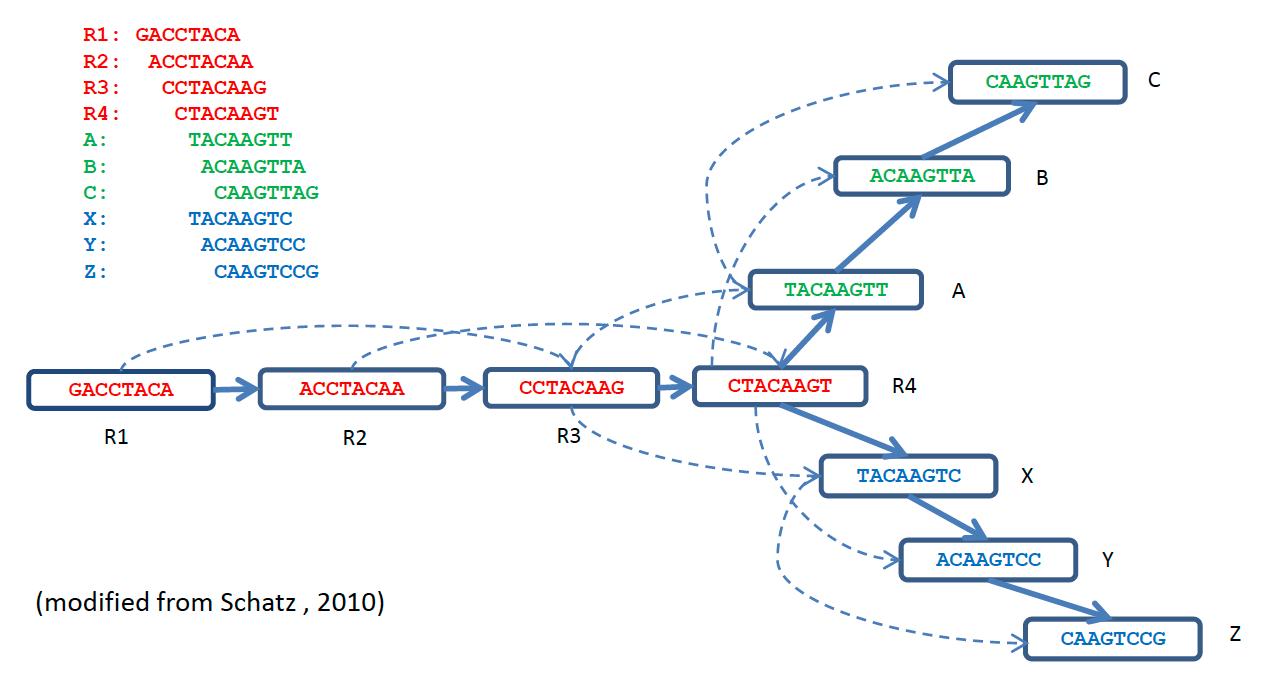 R1: GACCTACA
R2: ACCTACAA
R3: CCTACAAG
R4: CTACAAGT
A: TACAAGTT
B: ACAAGTTA
C: CAAGTTAG
X: TACAAGTC
Y: ACAAGTCC
Z: CAAGTCCG
CAAGTTAG C
ACAAGTTA B
TACAAGTT A
GACCTACA
R1
ACCTACAA
R2
CCTACAAG
R3
CTACAAGT R4
TACAAGTC X
ACAAGTCC Y
CAAGTCCG Z
(modified from Schatz , 2010)